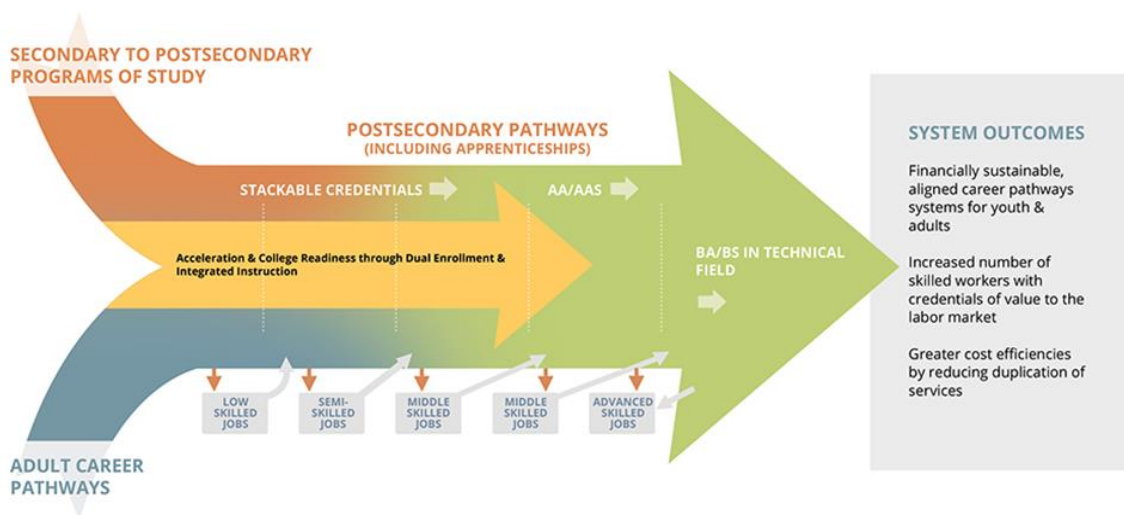 SECONDARY TO POSTSECONDARY
PROGRAMS OF STUDY
POSTSECONDARY PATHWAYS
(INCLUDING APPRENTICESHIPS)
STACKABLE CREDENTIALS
AA/AAS
Acceleration & College Readiness through Dual Enrollment &
Integrated Instruction
BA/BS IN TECHNICAL
FIELD
LOW
SKILLED
JOBS
SEMI-
SKILLED
JOBS
MIDDLE
SKILLED
JOBS
MIDDLE
SKILLED
JOBS
ADVANCED
SKILLED
JOBS
ADULT CAREER
PATHWAYS
SYSTEM OUTCOMES
Financially sustainable,
aligned career pathways
systems for youth &
adults
Increased number of
skilled workers with
credentials of value to the
labor market
Greater cost efficiencies
by reducing duplication of
services